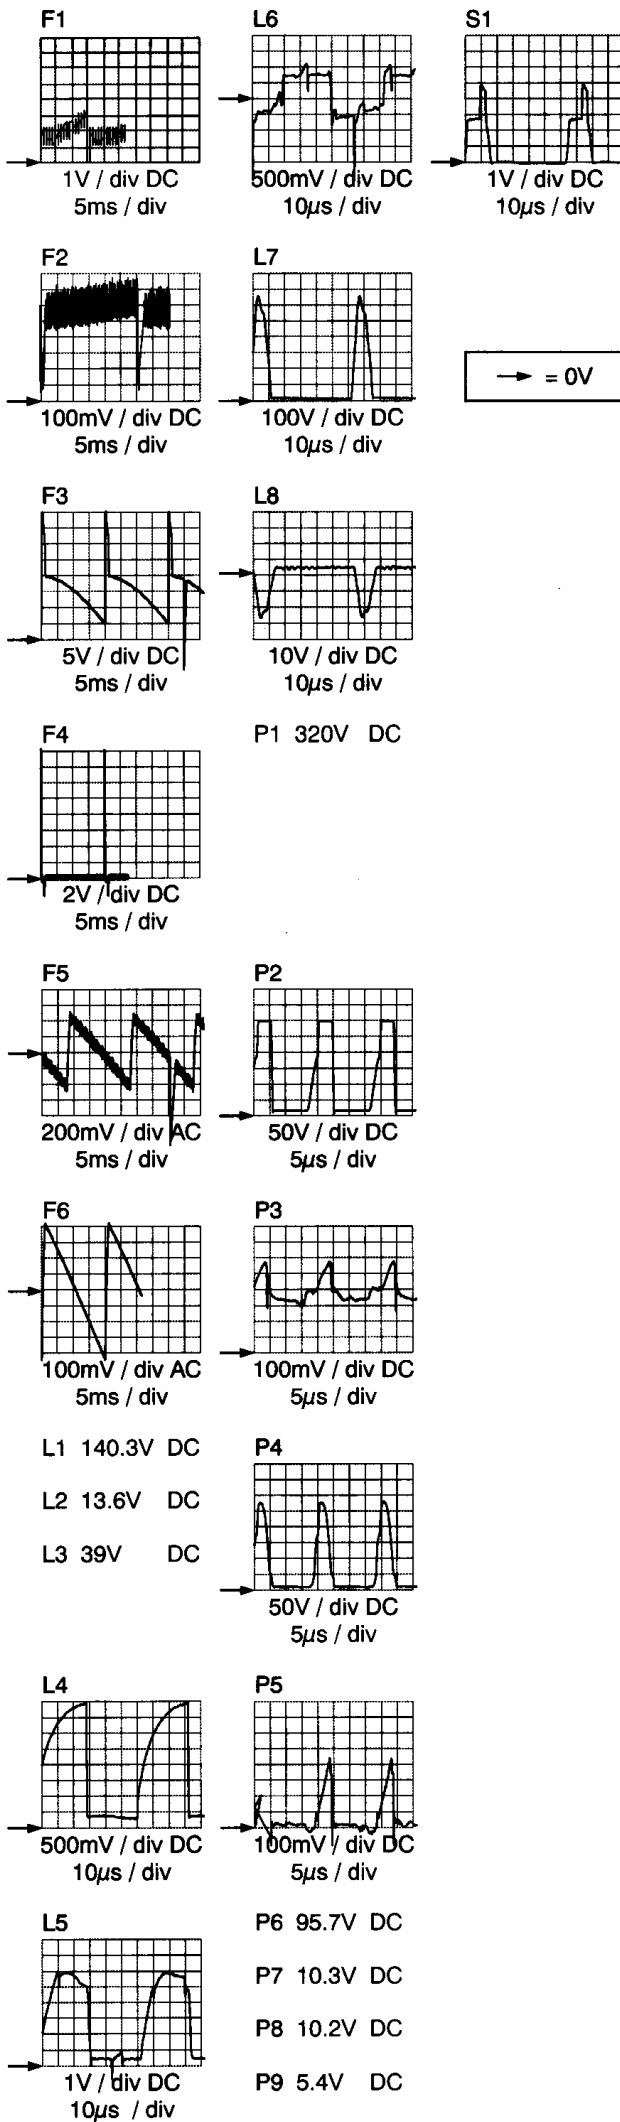 F1
1V / div DC
5ms / div
F2
100mV / div DC
5ms / div
F3
5V / div DC
5ms / div
F4
2V / div DC
5ms / div
F5
200mV / div AC
5ms / div
F6
100mV / div AC
5ms / div
L1 140.3V DC
L2 13.6V DC
L3 39V DC
L4
500mV / div DC
10μs / div
L5
1V / div DC
10μs / div
L6
500mV / div DC
10μs / div
L7
100V / div DC
10μs / div
L8
10V / div DC
10μs / div
P1 320V DC
P2
50V / div DC
5μs / div
P3
100mV / div DC
5μs / div
P4
50V / div DC
5μs / div
P5
100mV / div DC
5μs / div
P6 95.7V DC
P7 10.3V DC
P8 10.2V DC
P9 5.4V DC
S1
1V / div DC
10μs / div
→ = 0V